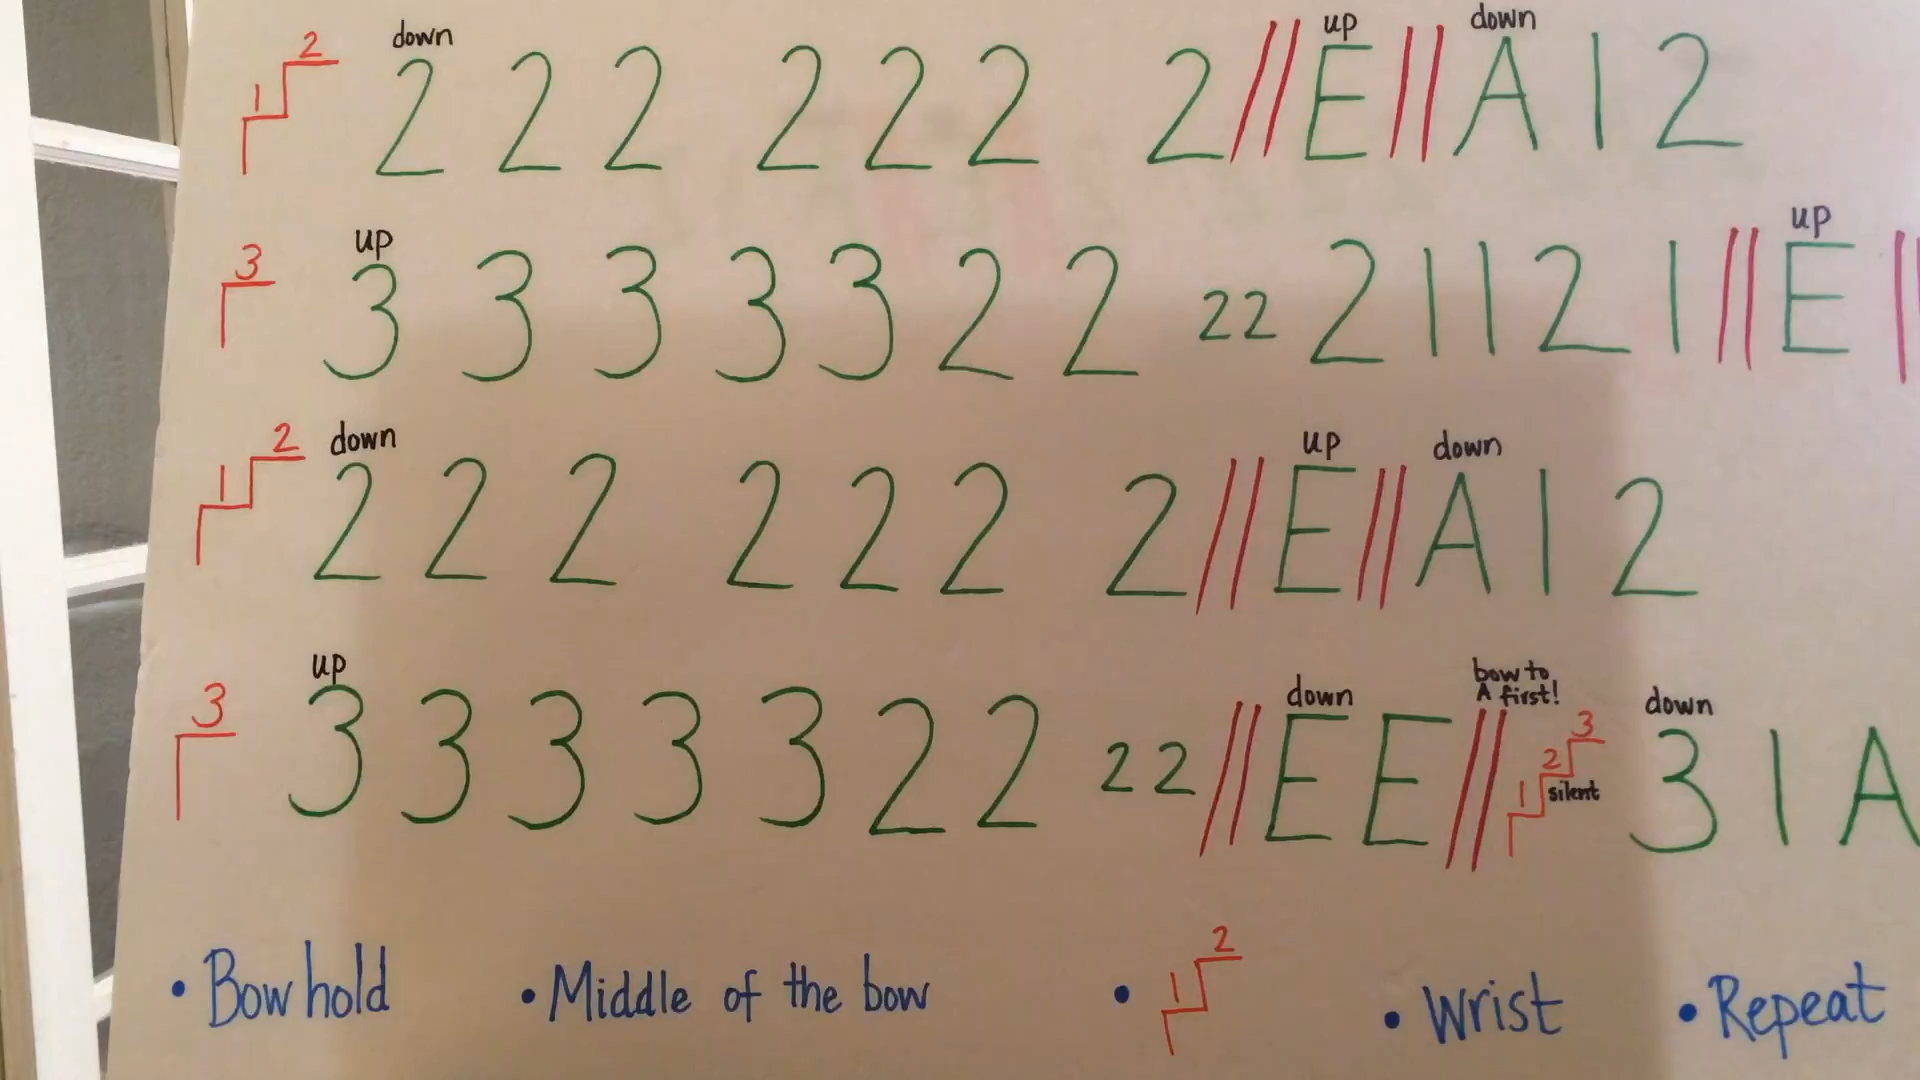 down up down
1 2 2 2 2 2 2 2 2 // E // A 1 2
up up
3 3 3 3 3 3 2 2 2 2 2 1 1 2 1 // E //
down up down
1 2 2 2 2 2 2 2 2 // E // A 1 2
up down bow to A first! down
3 3 3 3 3 3 2 2 2 2 // E E // 1 2 3 silent 3 1 A
• Bow hold • Middle of the bow • 1 2 • Wrist • Repeat